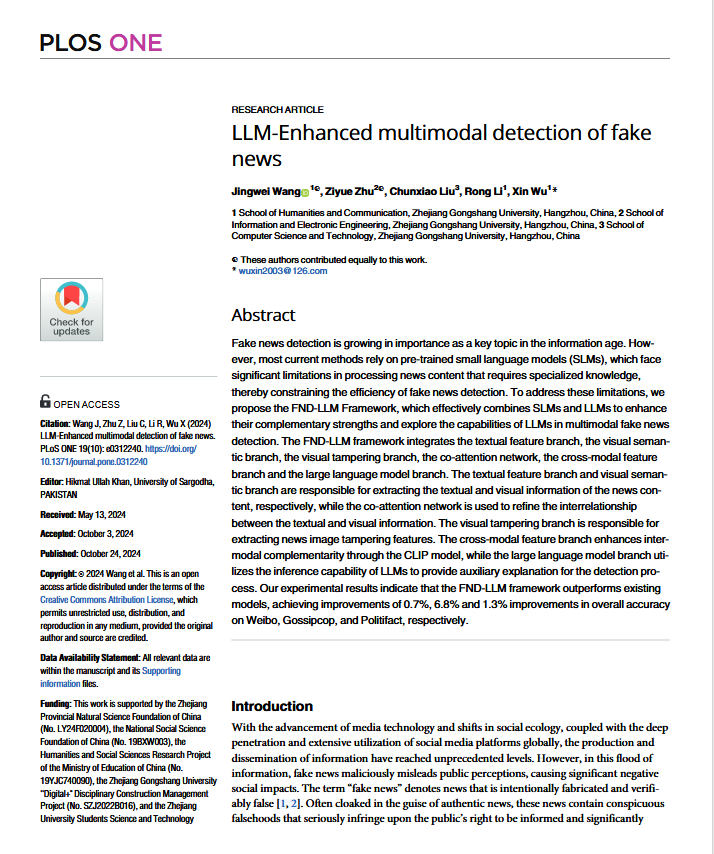 PLOS ONE
RESEARCH ARTICLE
LLM-Enhanced multimodal detection of fake
news
Jingwei Wang 1☯, Ziyue Zhu2☯, Chunxiao Liu3, Rong Li1, Xin Wu1*
1 School of Humanities and Communication, Zhejiang Gongshang University, Hangzhou, China, 2 School of
Information and Electronic Engineering, Zhejiang Gongshang University, Hangzhou, China, 3 School of
Computer Science and Technology, Zhejiang Gongshang University, Hangzhou, China
☯ These authors contributed equally to this work.
* wuxin2003@126.com
Check for
updates
OPEN ACCESS
Citation: Wang J, Zhu Z, Liu C, Li R, Wu X (2024)
LLM-Enhanced multimodal detection of fake news.
PLoS ONE 19(10): e0312240. https://doi.org/
10.1371/journal.pone.0312240
Editor: Hikmat Ullah Khan, University of Sargodha,
PAKISTAN
Received: May 13, 2024
Accepted: October 3, 2024
Published: October 24, 2024
Copyright: © 2024 Wang et al. This is an open
access article distributed under the terms of the
Creative Commons Attribution License, which
permits unrestricted use, distribution, and
reproduction in any medium, provided the original
author and source are credited.
Data Availability Statement: All relevant data are
within the manuscript and its Supporting
information files.
Funding: This work is supported by the Zhejiang
Provincial Natural Science Foundation of China
(No. LY24F020004), the National Social Science
Foundation of China (No. 19BXW003), the
Humanities and Social Sciences Research Project
of the Ministry of Education of China (No.
19YJC740090), the Zhejiang Gongshang University
"Digital+" Disciplinary Construction Management
Project (No. SZJ2022B016), and the Zhejiang
University Students Science and Technology
Abstract
Fake news detection is growing in importance as a key topic in the information age. How-
ever, most current methods rely on pre-trained small language models (SLMs), which face
significant limitations in processing news content that requires specialized knowledge,
thereby constraining the efficiency of fake news detection. To address these limitations, we
propose the FND-LLM Framework, which effectively combines SLMs and LLMs to enhance
their complementary strengths and explore the capabilities of LLMs in multimodal fake news
detection. The FND-LLM framework integrates the textual feature branch, the visual seman-
tic branch, the visual tampering branch, the co-attention network, the cross-modal feature
branch and the large language model branch. The textual feature branch and visual seman-
tic branch are responsible for extracting the textual and visual information of the news con-
tent, respectively, while the co-attention network is used to refine the interrelationship
between the textual and visual information. The visual tampering branch is responsible for
extracting news image tampering features. The cross-modal feature branch enhances inter-
modal complementarity through the CLIP model, while the large language model branch uti-
lizes the inference capability of LLMs to provide auxiliary explanation for the detection pro-
cess. Our experimental results indicate that the FND-LLM framework outperforms existing
models, achieving improvements of 0.7%, 6.8% and 1.3% improvements in overall accuracy
on Weibo, Gossipcop, and Politifact, respectively.
Introduction
With the advancement of media technology and shifts in social ecology, coupled with the deep
penetration and extensive utilization of social media platforms globally, the production and
dissemination of information have reached unprecedented levels. However, in this flood of
information, fake news maliciously misleads public perceptions, causing significant negative
social impacts. The term "fake news" denotes news that is intentionally fabricated and verifi-
ably false [1, 2]. Often cloaked in the guise of authentic news, these news contain conspicuous
falsehoods that seriously infringe upon the public's right to be informed and significantly